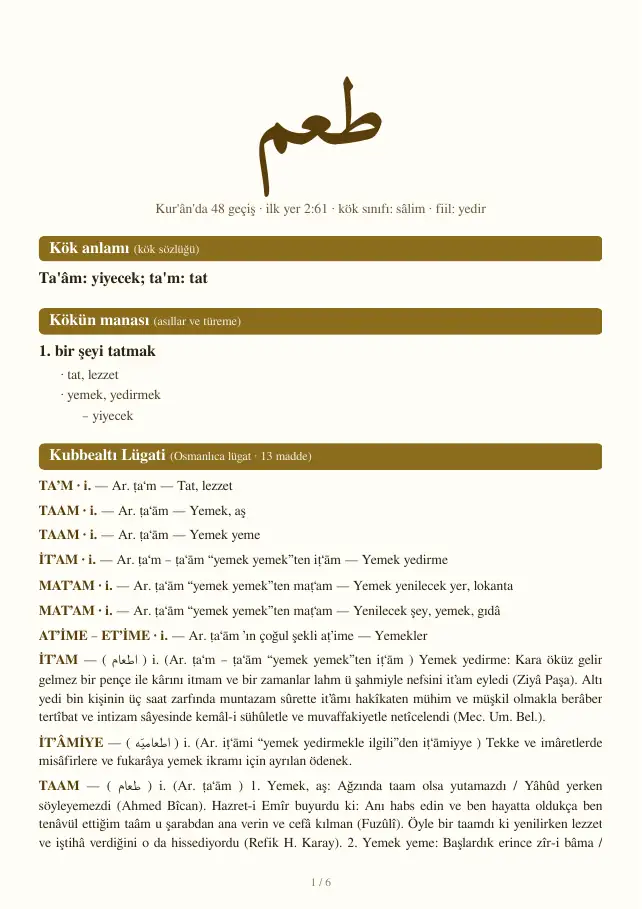 طعم
Kur'ân'da 48 geçiş · ilk yer 2:61 · kök sınıfı: sâlim · fiil: yedir
Kök anlamı (kök sözlüğü)
Ta'âm: yiyecek; ta'm: tat
Kökün manası (asıllar ve türeme)
1. bir şeyi tatmak
· tat, lezzet
· yemek, yedirmek
– yiyecek
Kubbealtı Lügati (Osmanlıca lügat · 13 madde)
TA’M · i. — Ar. ṭa‘m — Tat, lezzet
TAAM · i. — Ar. ṭa‘ām — Yemek, aş
TAAM · i. — Ar. ṭa‘ām — Yemek yeme
İT’AM · i. — Ar. ṭa‘m – ṭa‘ām “yemek yemek”ten iṭ‘ām — Yemek yedirme
MAT’AM · i. — Ar. ṭa‘ām “yemek yemek”ten maṭ‘am — Yemek yenilecek yer, lokanta
MAT’AM · i. — Ar. ṭa‘ām “yemek yemek”ten maṭ‘am — Yenilecek şey, yemek, gıdâ
AT’İME – ET’İME · i. — Ar. ṭa‘ām ’ın çoğul şekli aṭ‘ime — Yemekler
İT’AM — ( اطعام ) i. (Ar. ṭa‘m – ṭa‘ām “yemek yemek”ten iṭ‘ām ) Yemek yedirme: Kara öküz gelir
gelmez bir pençe ile kârını itmam ve bir zamanlar lahm ü şahmiyle nefsini it’am eyledi (Ziyâ Paşa). Altı
yedi bin kişinin üç saat zarfında muntazam sûrette it’âmı hakîkaten mühim ve müşkil olmakla berâber
tertîbat ve intizam sâyesinde kemâl-i sühûletle ve muvaffakiyetle netîcelendi (Mec. Um. Bel.).
İT’ÂMİYE — ( اطعاميّه ) i. (Ar. iṭ‘āmі “yemek yedirmekle ilgili”den iṭ‘āmiyye ) Tekke ve imâretlerde
misâfirlere ve fukarâya yemek ikramı için ayrılan ödenek.
TAAM — ( طعام ) i. (Ar. ṭa‘ām ) 1. Yemek, aş: Ağzında taam olsa yutamazdı / Yâhûd yerken
söyleyemezdi (Ahmed Bîcan). Hazret-i Emîr buyurdu ki: Anı habs edin ve ben hayatta oldukça ben
tenâvül ettiğim taâm u şarabdan ana verin ve cefâ kılman (Fuzûlî). Öyle bir taamdı ki yenilirken lezzet
ve iştihâ verdiğini o da hissediyordu (Refik H. Karay). 2. Yemek yeme: Başlardık erince zîr-i bâma /
1 / 6